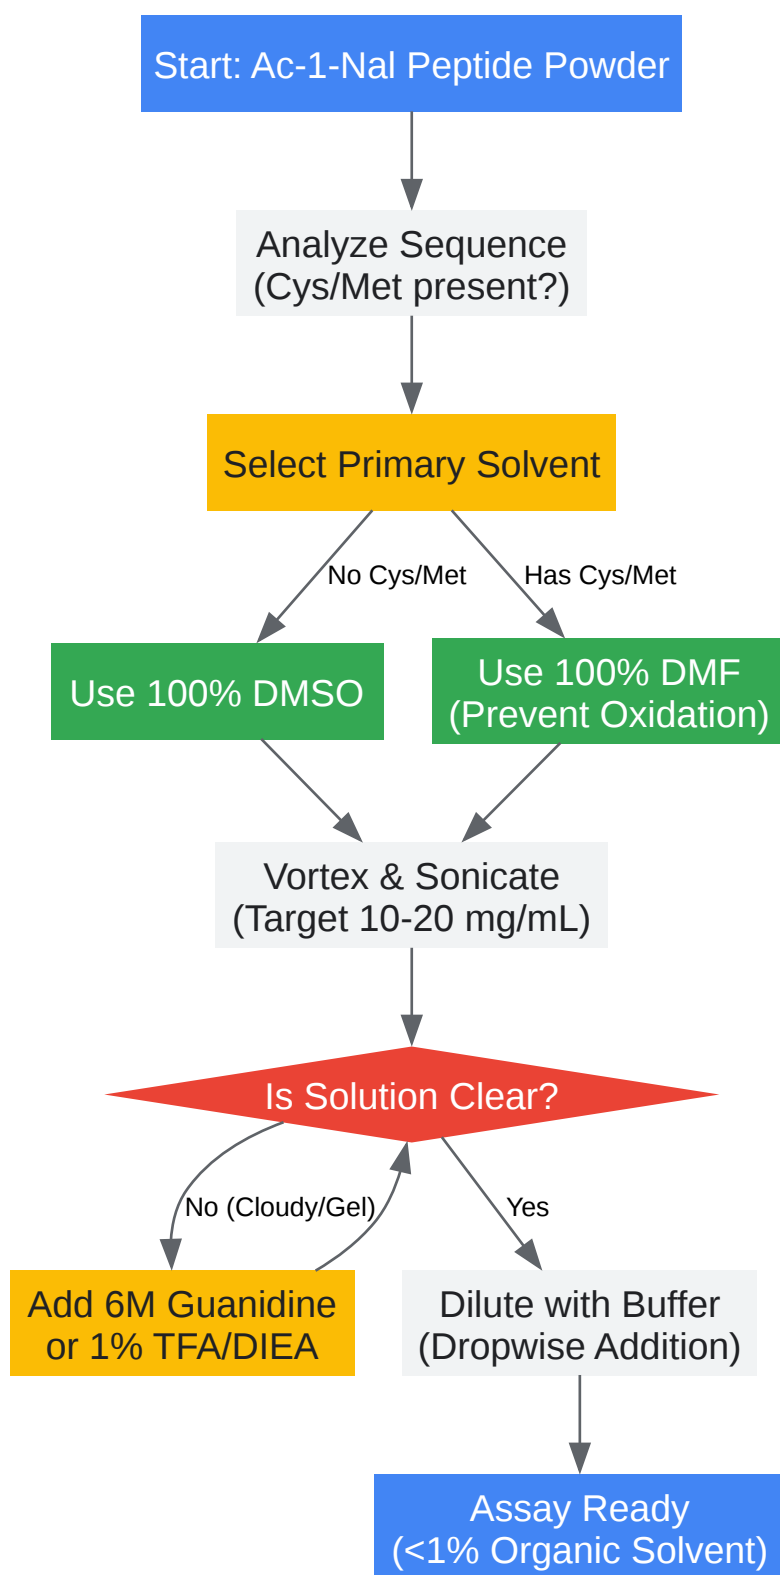 Start: Ac-1-Nal Peptide Powder
Analyze Sequence
(Cys/Met present?)
Select Primary Solvent
No Cys/Met
Has Cys/Met
Use 100% DMSO
Use 100% DMF
(Prevent Oxidation)
Vortex & Sonicate
(Target 10-20 mg/mL)
Is Solution Clear?
No (Cloudy/Gel)
Yes
Add 6M Guanidine
or 1% TFA/DIEA
Dilute with Buffer
(Dropwise Addition)
Assay Ready
(<1% Organic Solvent)